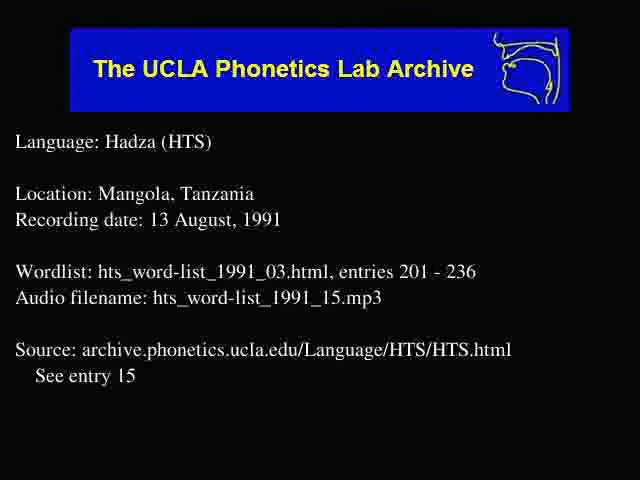 The UCLA Phonetics Lab Archive
Language: Hadza (HTS)
Location: Mangola, Tanzania
Recording date: 13 August, 1991
Wordlist: hts_word-list_1991_03.html, entries 201 - 236
Audio filename: hts_word-list_1991_15.mp3
Source: archive.phonetics.ucla.edu/Language/HTS/HTS.html
See entry 15